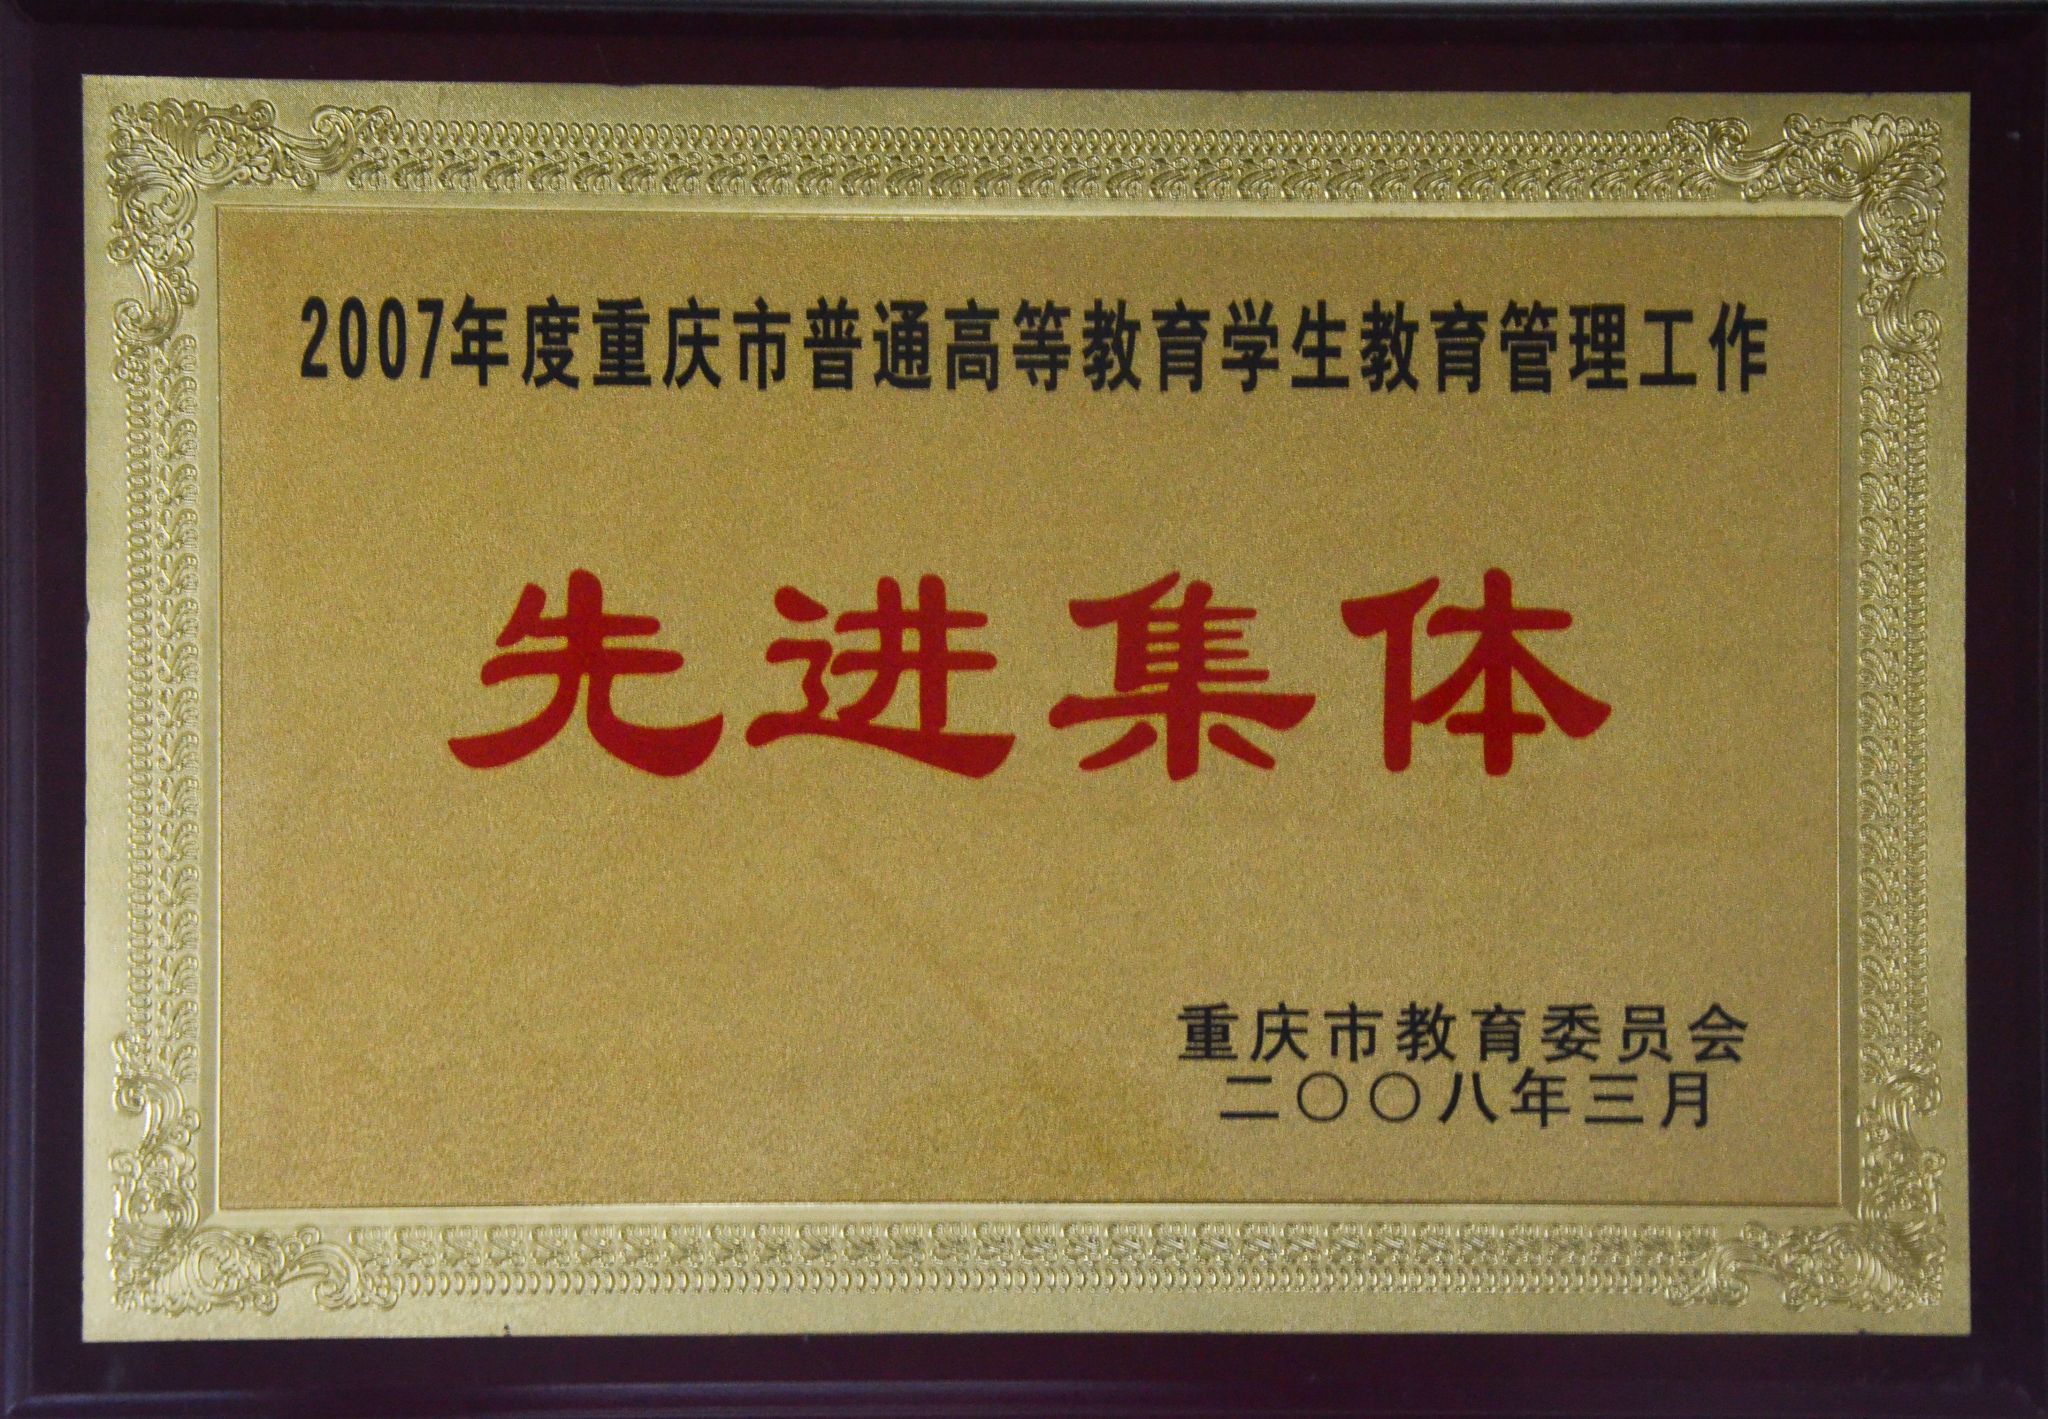 2007年度重庆市普通高等教育学生教育管理工作
先进集体
重庆市教育委员会
二〇〇八年三月